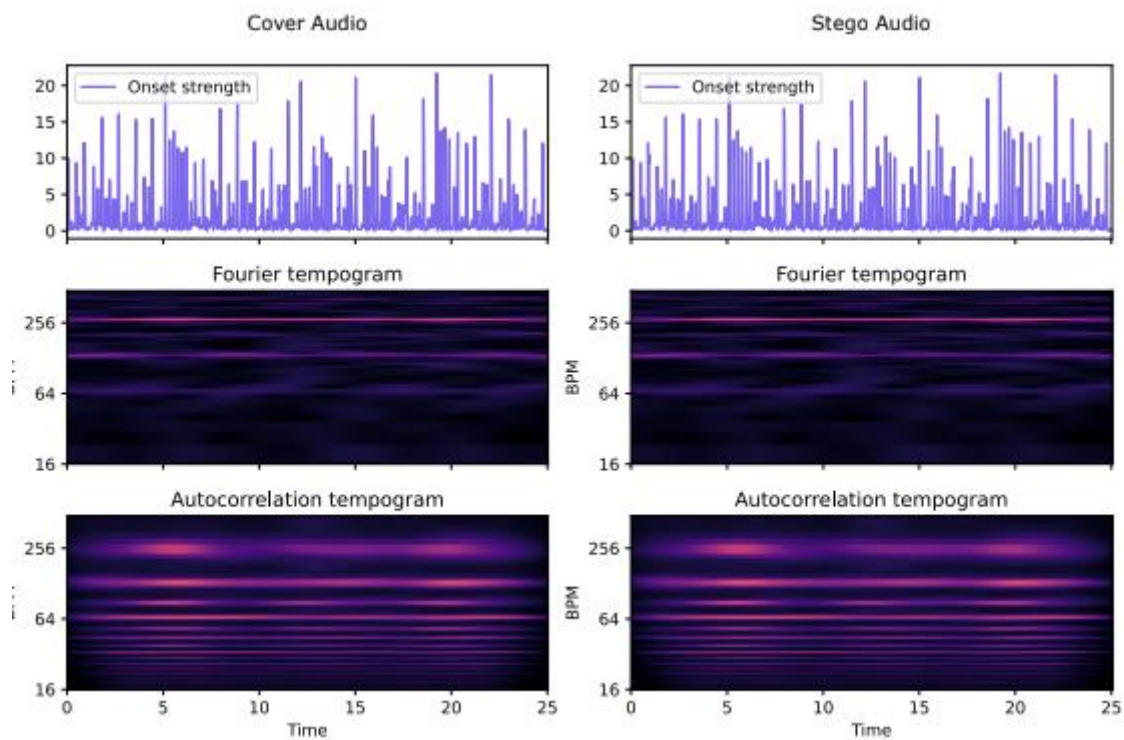 Cover Audio
Stego Audio
20
15
10
5
0
Onset strength
20
15
10
5
0
Onset strength
Fourier tempogram
256
64
16
Fourier tempogram
BPM
256
64
16
Autocorrelation tempogram
256
64
16
0 5 10 15 20 25
Time
Autocorrelation tempogram
BPM
256
64
16
0 5 10 15 20 25
Time